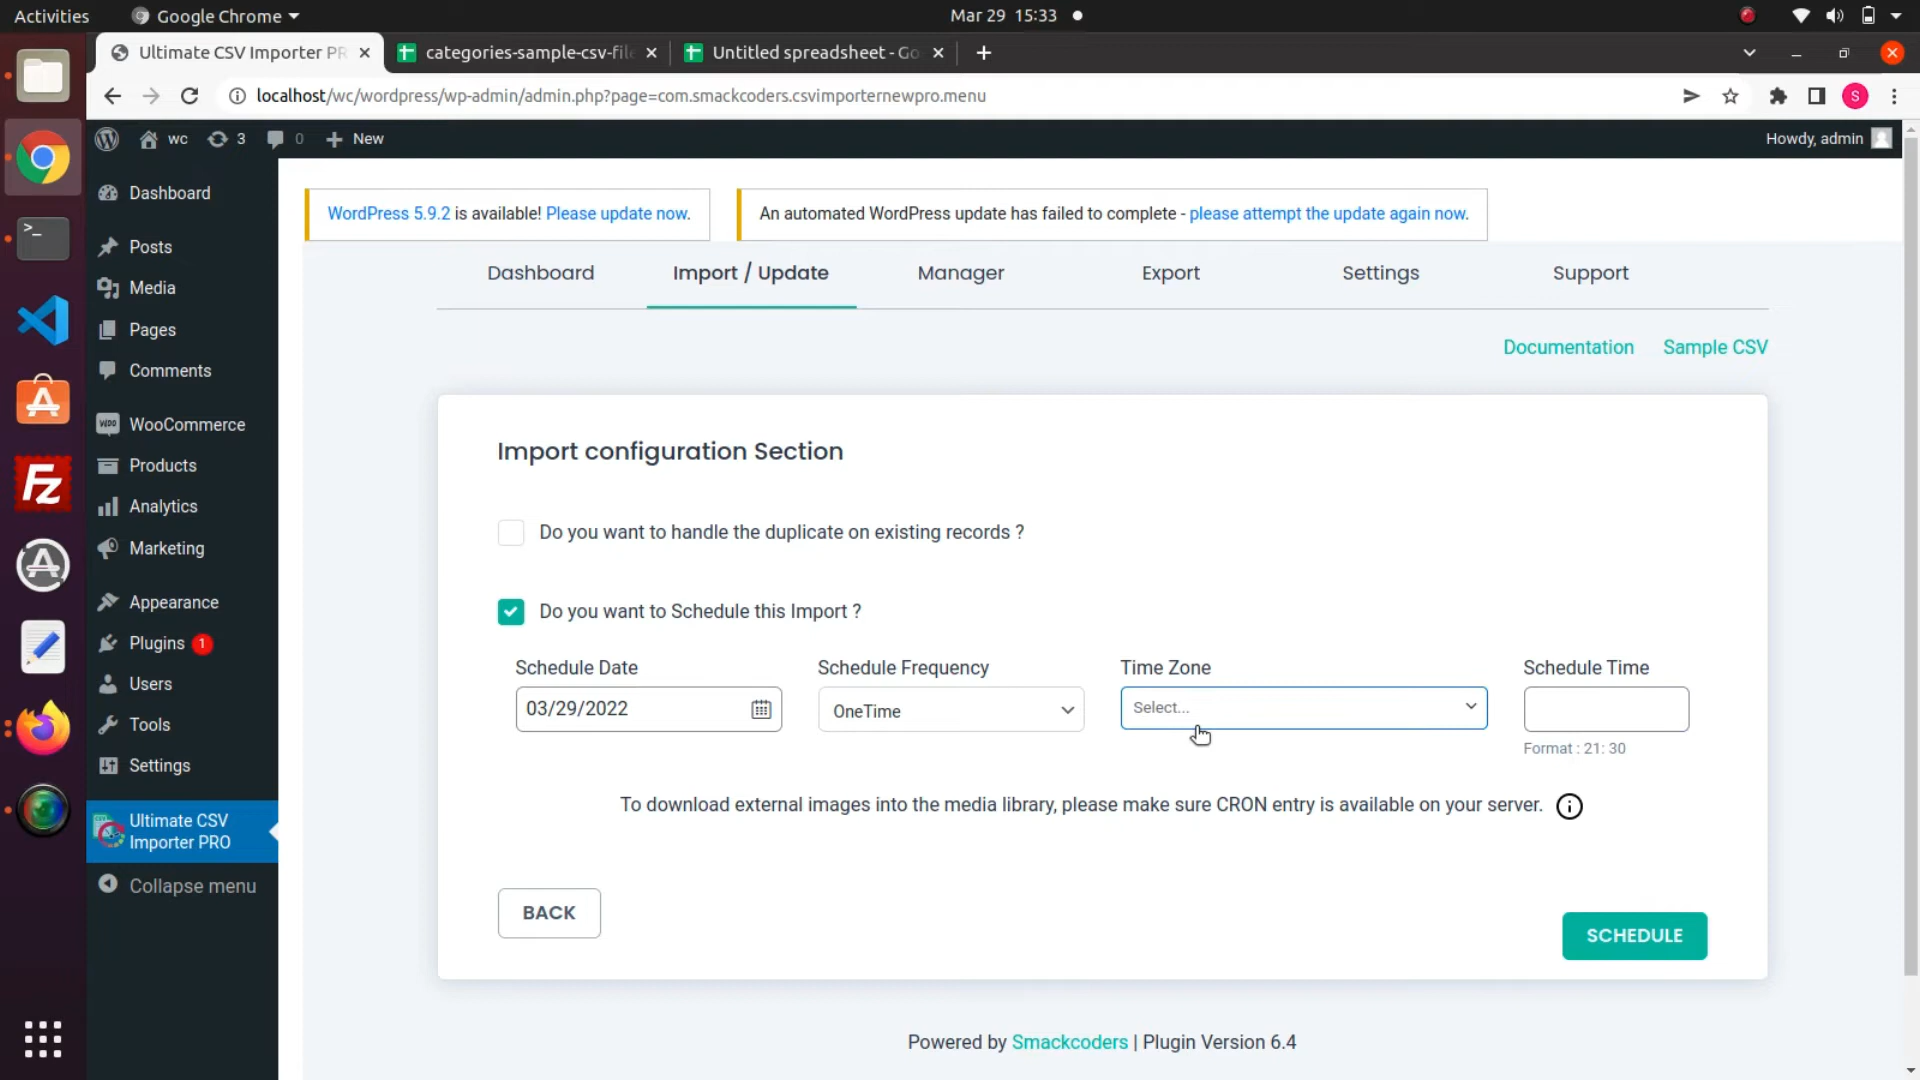 Activities
Google Chrome
Mar 29 15:33
Ultimate CSV Importer PR
categories-sample-csv-file
Untitled spreadsheet - Go
localhost/wc/wordpress/wp-admin/admin.php?page=com.smackcoders.csvimporternewpro.menu
S
wc
3
0
New
Howdy, admin
Dashboard
Posts
Media
Pages
Comments
WooCommerce
Products
Analytics
Marketing
Appearance
Plugins 1
Users
Tools
Settings
Ultimate CSV
Importer PRO
Collapse menu
WordPress 5.9.2 is available! Please update now.
An automated WordPress update has failed to complete - please attempt the update again now.
Dashboard
Import / Update
Manager
Export
Settings
Support
Documentation
Sample CSV
Import configuration Section
Do you want to handle the duplicate on existing records ?
Do you want to Schedule this Import ?
Schedule Date
Schedule Frequency
Time Zone
Schedule Time
03/29/2022
OneTime
Select...
Format : 21: 30
To download external images into the media library, please make sure CRON entry is available on your server.
BACK
SCHEDULE
Powered by Smackcoders | Plugin Version 6.4